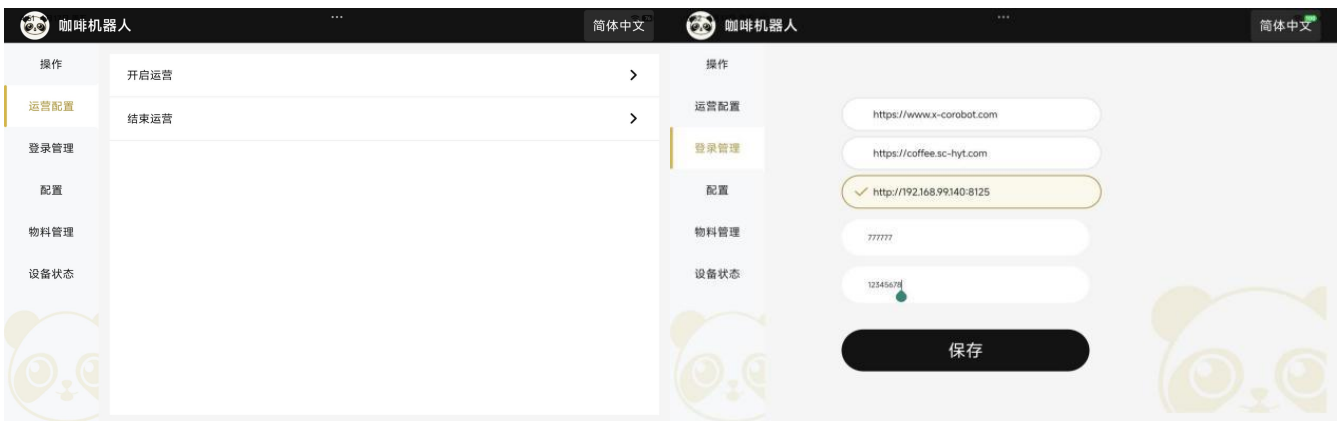 咖啡机器人
简体中文
操作
运营配置
登录管理
配置
物料管理
设备状态
开启运营
结束运营
咖啡机器人
简体中文
操作
运营配置
登录管理
配置
物料管理
设备状态
https://www.x-corobot.com
https://coffee.sc-hyt.com
http://192.168.99.140:8125
777777
12345678
保存